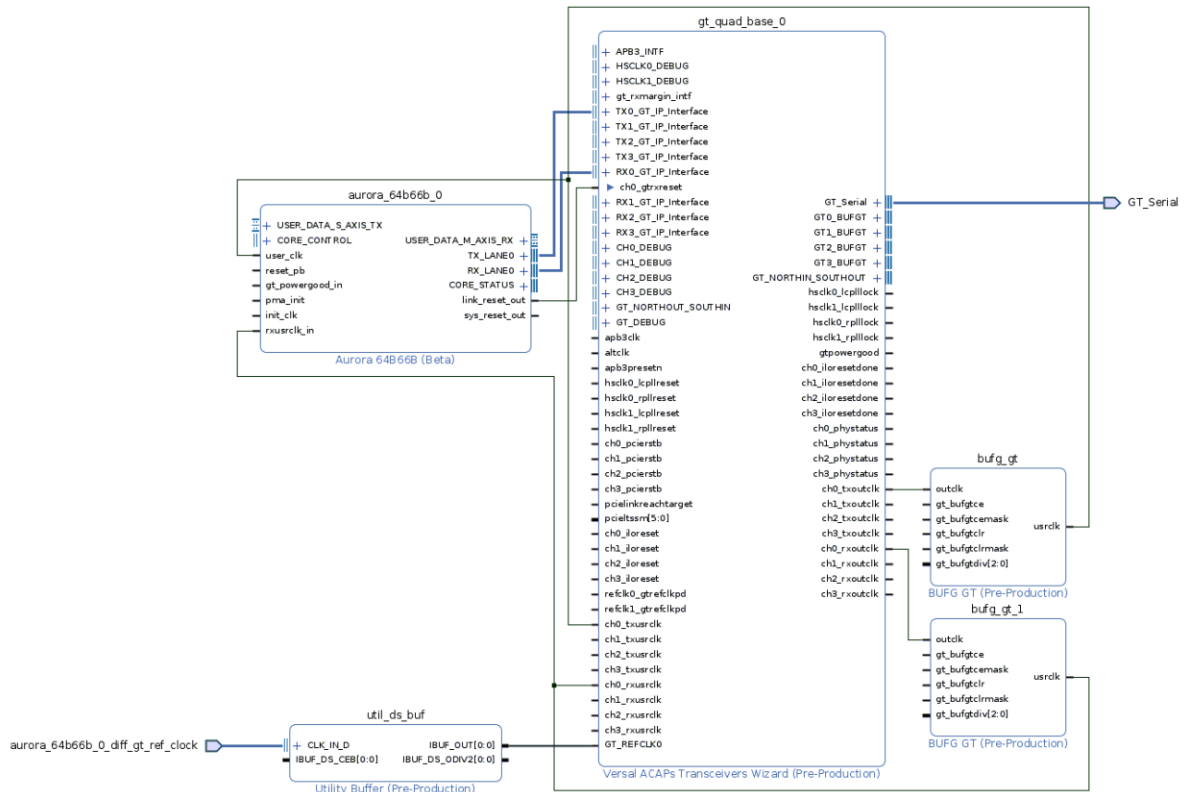 gt_quad_base_0
APB3_INTF
HSCLK0_DEBUG
HSCLK1_DEBUG
gt_rxmargin_intf
TX0_GT_IP_Interface
TX1_GT_IP_Interface
TX2_GT_IP_Interface
TX3_GT_IP_Interface
RX0_GT_IP_Interface
ch0_gtrxreset
RX1_GT_IP_Interface
RX2_GT_IP_Interface
RX3_GT_IP_Interface
CH0_DEBUG
CH1_DEBUG
CH2_DEBUG
CH3_DEBUG
GT_NORTHOUT_SOUTHIN
GT_DEBUG
apb3clk
altclk
apb3presetn
hsclk0_lcpllreset
hsclk0_rpllreset
hsclk1_lcpllreset
hsclk1_rpllreset
ch0_pcierstb
ch1_pcierstb
ch2_pcierstb
ch3_pcierstb
pcielinkreachtarget
pcieltssm[5:0]
ch0_iloreset
ch1_iloreset
ch2_iloreset
ch3_iloreset
refclk0_gtrefclkpd
refclk1_gtrefclkpd
ch0_txusrclk
ch1_txusrclk
ch2_txusrclk
ch3_txusrclk
ch0_rxusrclk
ch1_rxusrclk
ch2_rxusrclk
ch3_rxusrclk
GT_REFCLK0
GT_Serial
GT0_BUFGT
GT1_BUFGT
GT2_BUFGT
GT3_BUFGT
GT_NORTHIN_SOUTHOUT
hsclk0_lcplllock
hsclk1_lcplllock
hsclk0_rplllock
hsclk1_rplllock
gtpowergood
ch0_iloresetdone
ch1_iloresetdone
ch2_iloresetdone
ch3_iloresetdone
ch0_phystatus
ch1_phystatus
ch2_phystatus
ch3_phystatus
ch0_txoutclk
ch1_txoutclk
ch2_txoutclk
ch3_txoutclk
ch0_rxoutclk
ch1_rxoutclk
ch2_rxoutclk
ch3_rxoutclk
Versal ACAPs Transceivers Wizard (Pre-Production)
GT_Serial
aurora_64b66b_0
USER_DATA_S_AXIS_TX
CORE_CONTROL
user_clk
reset_pb
gt_powergood_in
pma_init
init_clk
rxusrclk_in
USER_DATA_M_AXIS_RX
TX_LANE0
RX_LANE0
CORE_STATUS
link_reset_out
sys_reset_out
Aurora 64B66B (Beta)
bufg_gt
outclk
gt_bufgtce
gt_bufgtcemask
gt_bufgtclr
gt_bufgtclrmask
gt_bufgtdiv[2:0]
usrclk
BUFG GT (Pre-Production)
bufg_gt_1
outclk
gt_bufgtce
gt_bufgtcemask
gt_bufgtclr
gt_bufgtclrmask
gt_bufgtdiv[2:0]
usrclk
BUFG GT (Pre-Production)
aurora_64b66b_0_diff_gt_ref_clock
util_ds_buf
CLK_IN_D
IBUF_DS_CEB[0:0]
IBUF_OUT[0:0]
IBUF_DS_ODIV2[0:0]
Utility Buffer (Pre-Production)